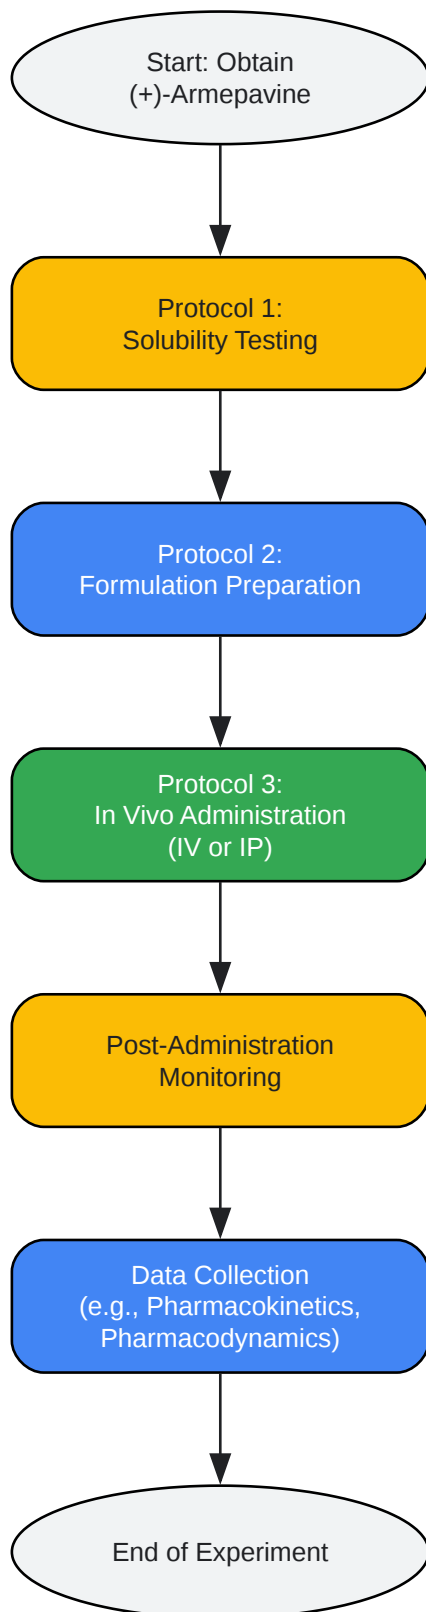 Start: Obtain
(+)-Armepavine
Protocol 1:
Solubility Testing
Protocol 2:
Formulation Preparation
Protocol 3:
In Vivo Administration
(IV or IP)
Post-Administration
Monitoring
Data Collection
(e.g., Pharmacokinetics,
Pharmacodynamics)
End of Experiment